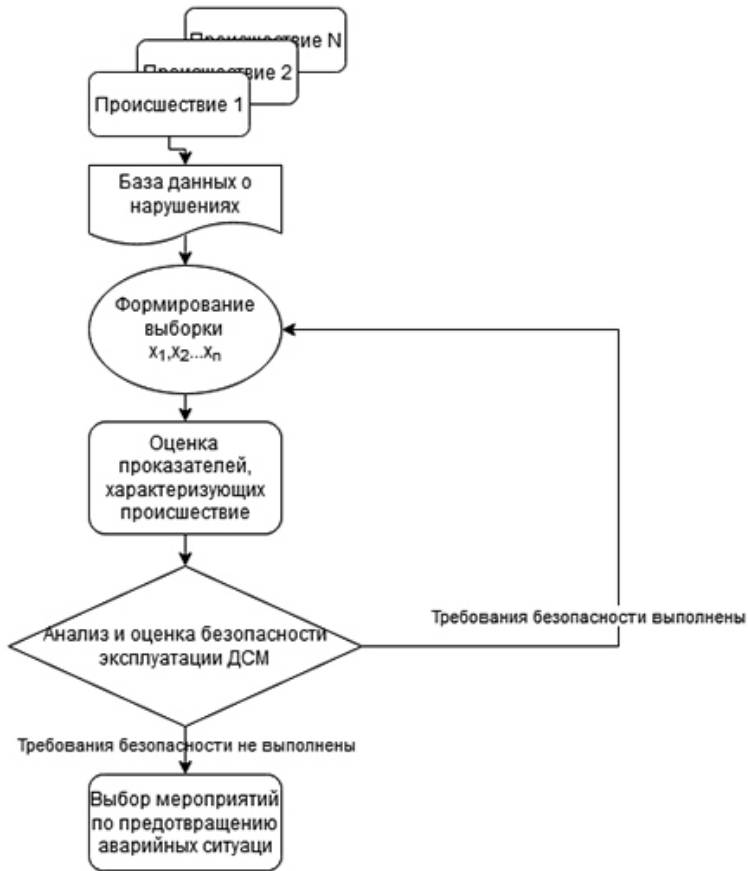 Происшествие N
Происшествие 2
Происшествие 1
База данных о
нарушениях
Формирование
выборки
x₁,x₂...xₙ
Оценка
проказателей,
характеризующих
происшествие
Анализ и оценка безопасности
эксплуатации ДСМ
Требования безопасности выполнены
Требования безопасности не выполнены
Выбор мероприятий
по предотвращению
аварийных ситуаци